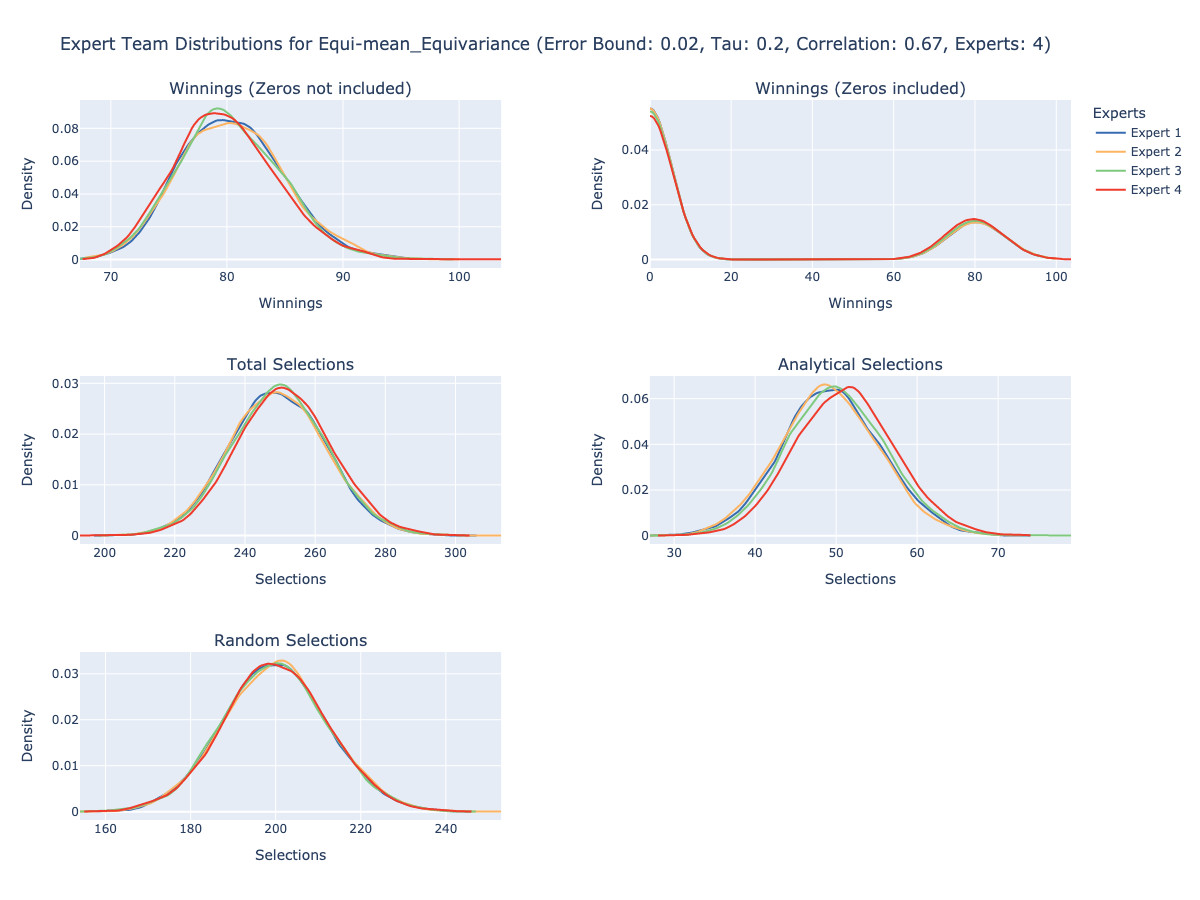 Expert Team Distributions for Equi-mean_Equivariance (Error Bound: 0.02, Tau: 0.2, Correlation: 0.67, Experts: 4)
Winnings (Zeros not included)
Density
0.08
0.06
0.04
0.02
0
70 80 90 100
Winnings
Winnings (Zeros included)
Density
0.04
0.02
0
0 20 40 60 80 100
Winnings
Experts
Expert 1
Expert 2
Expert 3
Expert 4
Total Selections
Density
0.03
0.02
0.01
0
200 220 240 260 280 300
Selections
Analytical Selections
Density
0.06
0.04
0.02
0
30 40 50 60 70
Selections
Random Selections
Density
0.03
0.02
0.01
0
160 180 200 220 240
Selections